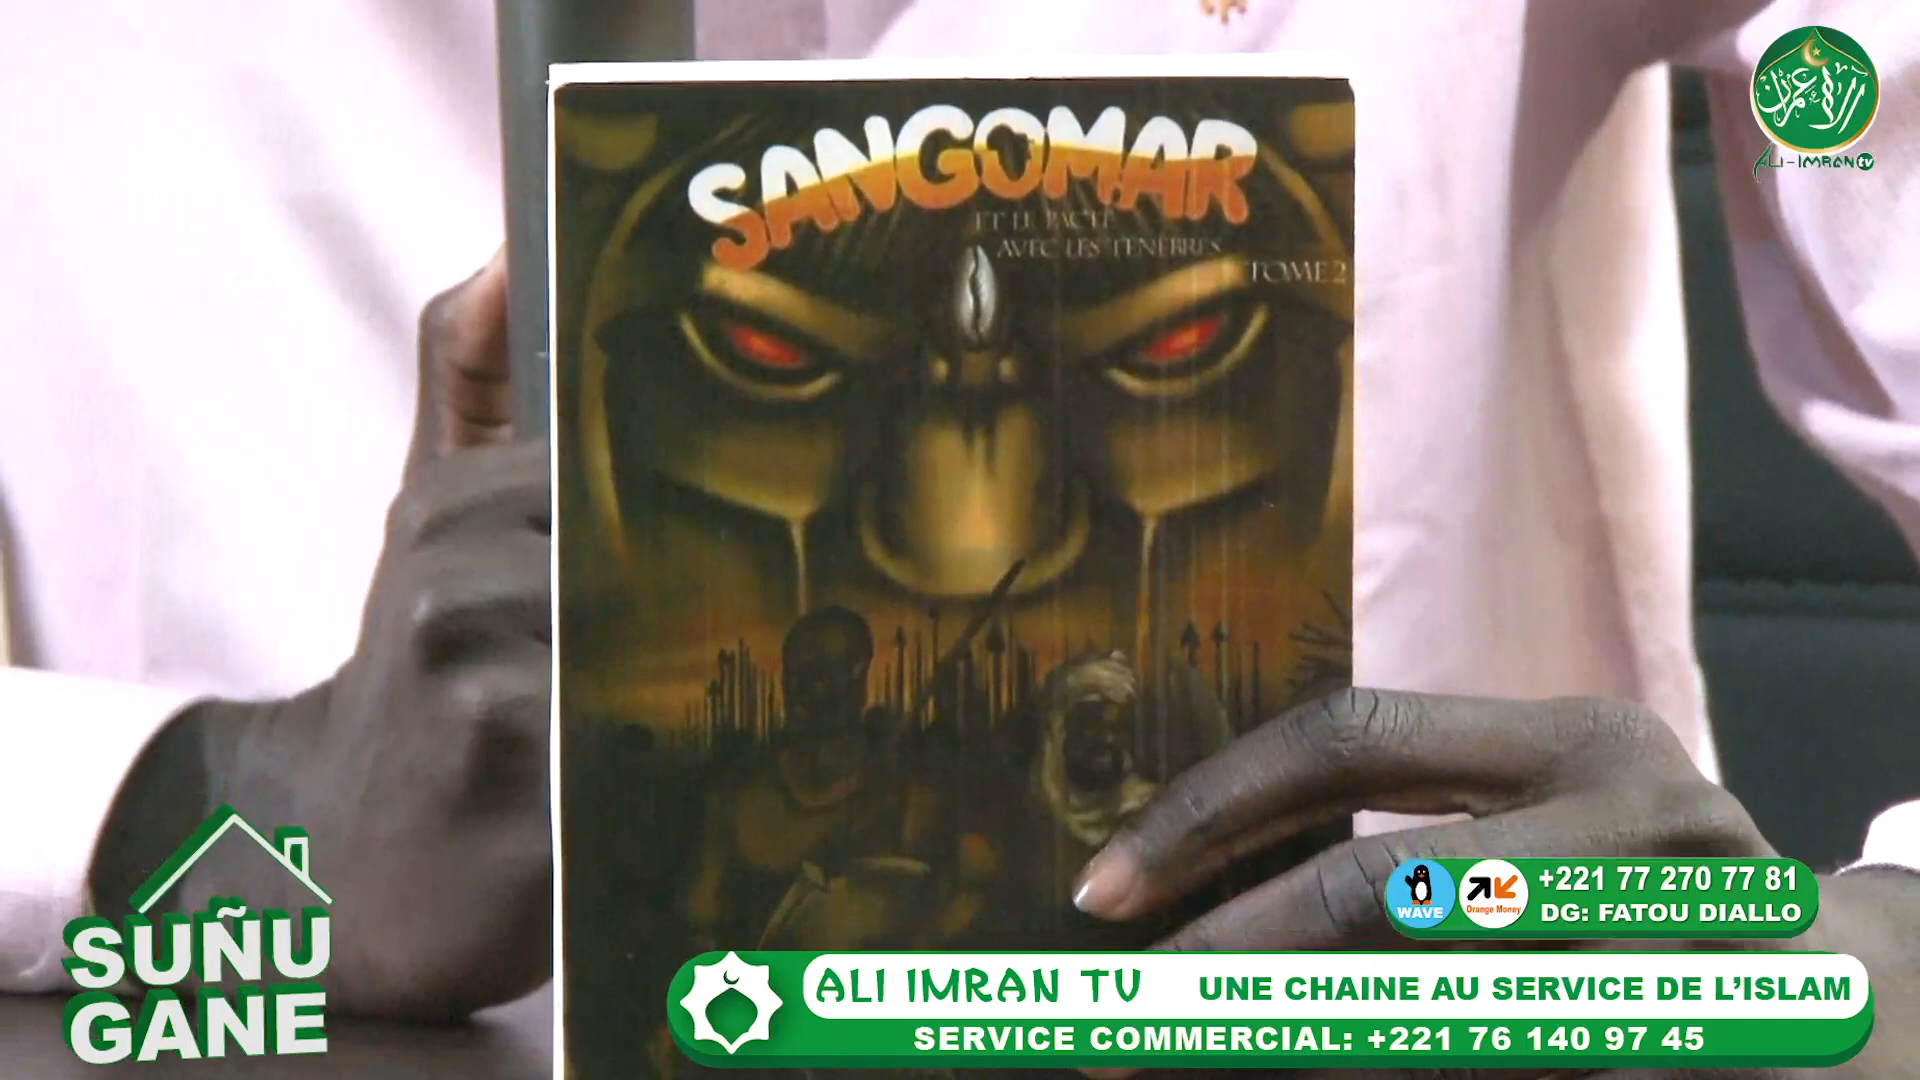 SANGOMAR
ET LE PACTE
AVEC LES TENEBRES
TOME 2
آل عمران
ALI-IMRAN TV
WAVE
Orange Money
+221 77 270 77 81
DG: FATOU DIALLO
SUÑU
GANE
ALI IMRAN TV UNE CHAINE AU SERVICE DE L’ISLAM
SERVICE COMMERCIAL: +221 76 140 97 45